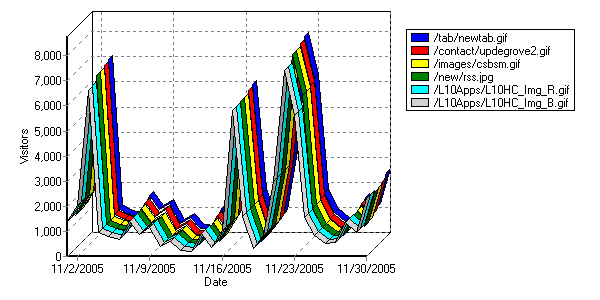 8,000
7,000
6,000
5,000
4,000
3,000
2,000
1,000
0
Visitors
11/2/2005 11/9/2005 11/16/2005 11/23/2005 11/30/2005
Date
/tab/newtab.gif
/contact/updegrove2.gif
/images/csbsm.gif
/new/rss.jpg
/L10Apps/L10HC_Img_R.gif
/L10Apps/L10HC_Img_B.gif